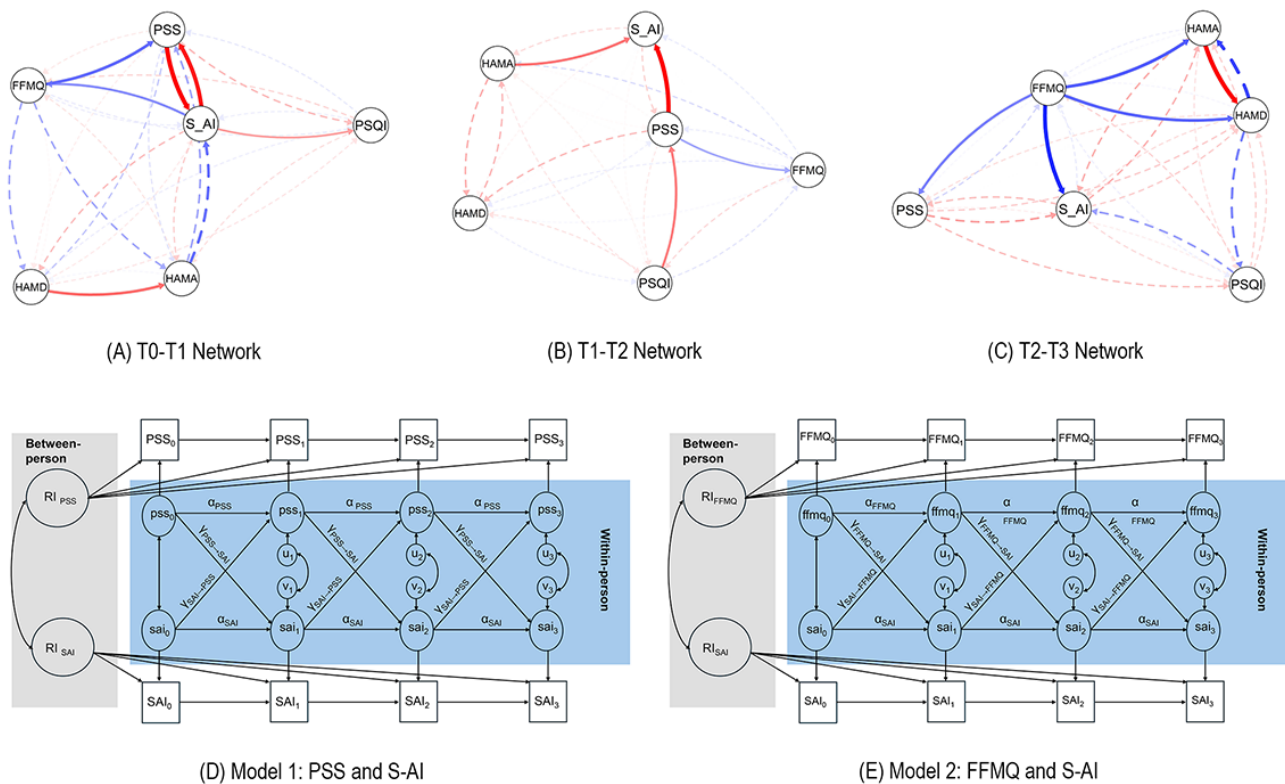 PSS
FFMQ
S_AI
PSQI
HAMD
HAMA
(A) T0-T1 Network
S_AI
HAMA
PSS
FFMQ
HAMD
PSQI
(B) T1-T2 Network
HAMA
FFMQ
HAMD
PSS
S_AI
PSQI
(C) T2-T3 Network
Between-
person
RI PSS
RI SAI
PSS0
PSS1
PSS2
PSS3
pss0
αPSS
pss1
αPSS
pss2
αPSS
pss3
γPSS→SAI
γPSS→SAI
γPSS→SAI
u1
u2
u3
v1
v2
v3
γSAI→PSS
γSAI→PSS
γSAI→PSS
sai0
αSAI
sai1
αSAI
sai2
αSAI
sai3
SAI0
SAI1
SAI2
SAI3
Within-person
(D) Model 1: PSS and S-AI
Between-
person
RIFFMQ
RISAI
FFMQ0
FFMQ1
FFMQ2
FFMQ3
ffmq0
αFFMQ
ffmq1
α
FFMQ
ffmq2
α
FFMQ
ffmq3
γFFMQ→SAI
γFFMQ→SAI
γFFMQ→SAI
u1
u2
u3
v1
v2
v3
γSAI→FFMQ
γSAI→FFMQ
γSAI→FFMQ
sai0
αSAI
sai1
αSAI
sai2
αSAI
sai3
SAI0
SAI1
SAI2
SAI3
Within-person
(E) Model 2: FFMQ and S-AI